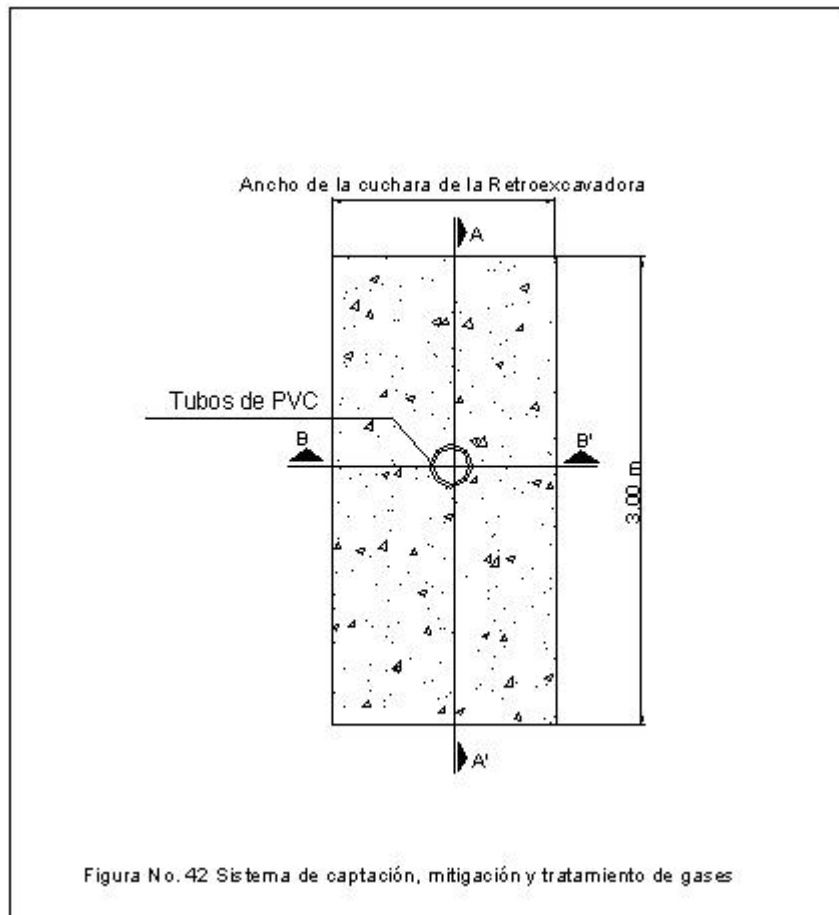 Ancho de la cuchara de la Retroexcavadora
A
Tubos de PVC
B
B'
3.00 m
A'
Figura No. 42 Sistema de captación, mitigación y tratamiento de gases